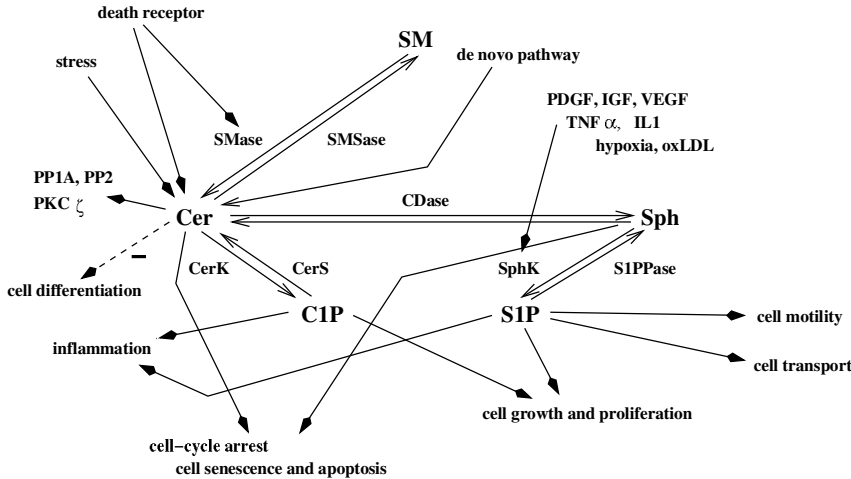 death receptor
SM
stress
de novo pathway
PDGF, IGF, VEGF
TNF α, IL1
hypoxia, oxLDL
SMase
SMSase
PP1A, PP2
PKC ζ
Cer
CDase
Sph
–
cell differentiation
CerK
CerS
SphK
S1PPase
C1P
S1P
cell motility
inflammation
cell transport
cell growth and proliferation
cell-cycle arrest
cell senescence and apoptosis